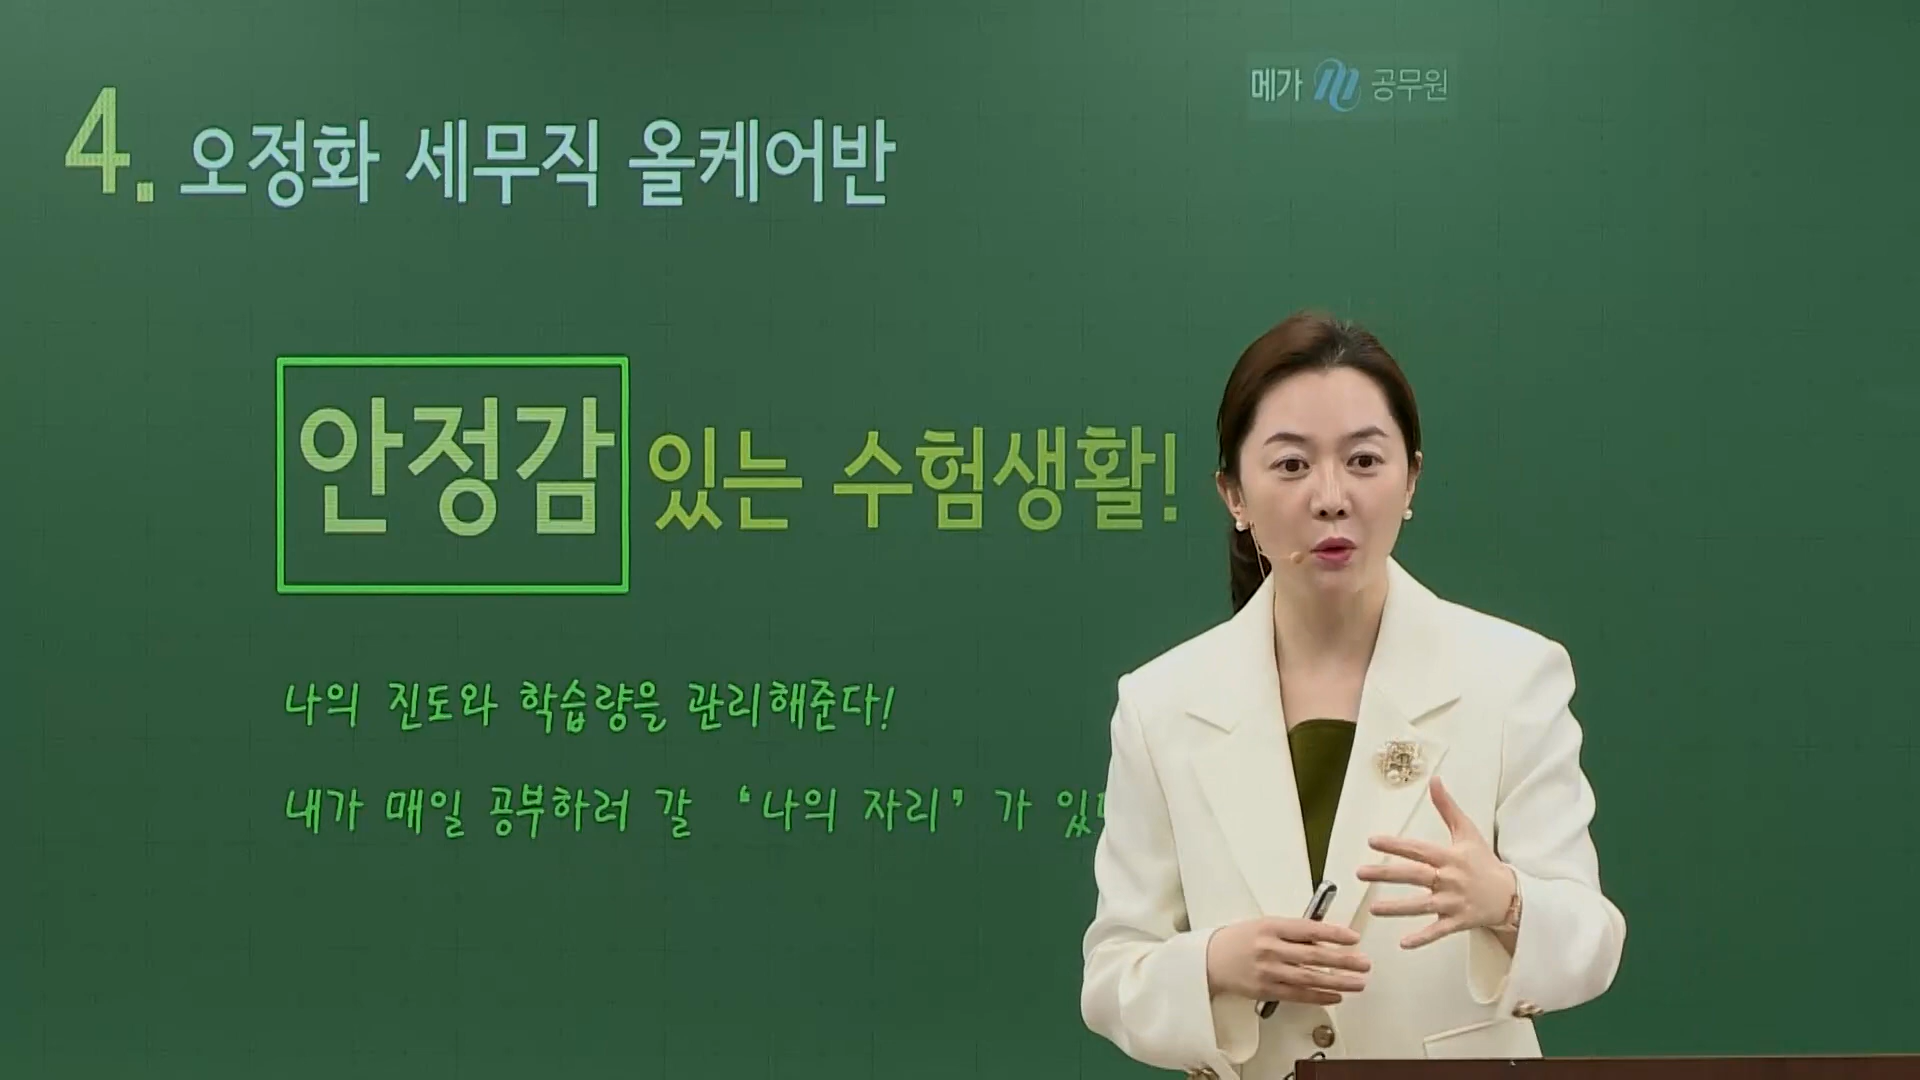 메가 공무원
4. 오정화 세무직 올케어반
안정감 있는 수험생활!
나의 진도와 학습량을 관리해준다!
내가 매일 공부하러 갈 “나의 자리”가